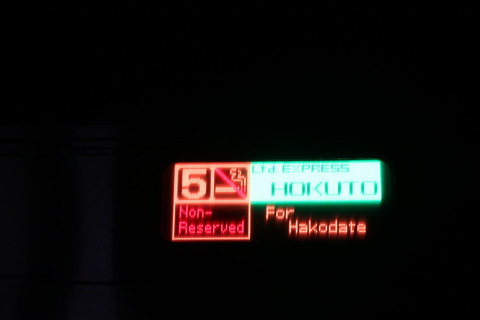 5
Ltd. EXPRESS
HOKUTO
Non-
Reserved
For
Hakodate